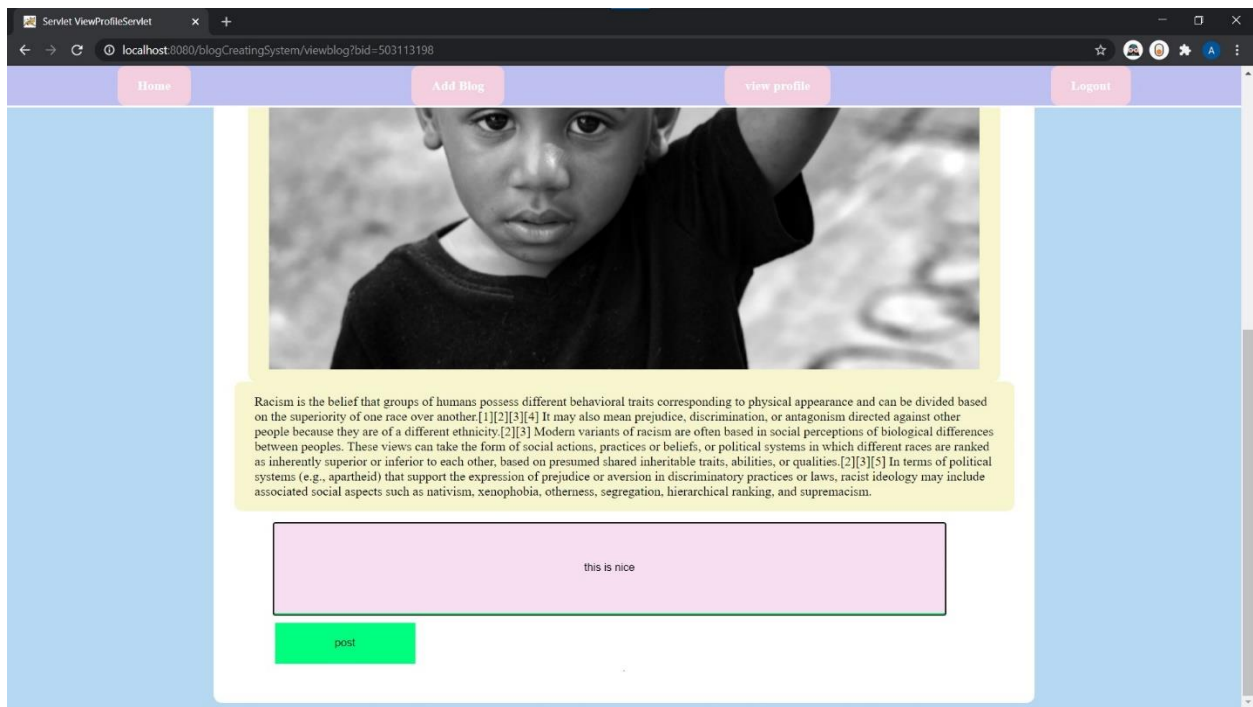 Servlet ViewProfileServlet
localhost:8080/blogCreatingSystem/viewblog?bid=503113198
A
Home
Add Blog
view profile
Logout
Racism is the belief that groups of humans possess different behavioral traits corresponding to physical appearance and can be divided based
on the superiority of one race over another.[1][2][3][4] It may also mean prejudice, discrimination, or antagonism directed against other
people because they are of a different ethnicity.[2][3] Modern variants of racism are often based in social perceptions of biological differences
between peoples. These views can take the form of social actions, practices or beliefs, or political systems in which different races are ranked
as inherently superior or inferior to each other, based on presumed shared inheritable traits, abilities, or qualities.[2][3][5] In terms of political
systems (e.g., apartheid) that support the expression of prejudice or aversion in discriminatory practices or laws, racist ideology may include
associated social aspects such as nativism, xenophobia, otherness, segregation, hierarchical ranking, and supremacism.
this is nice
post